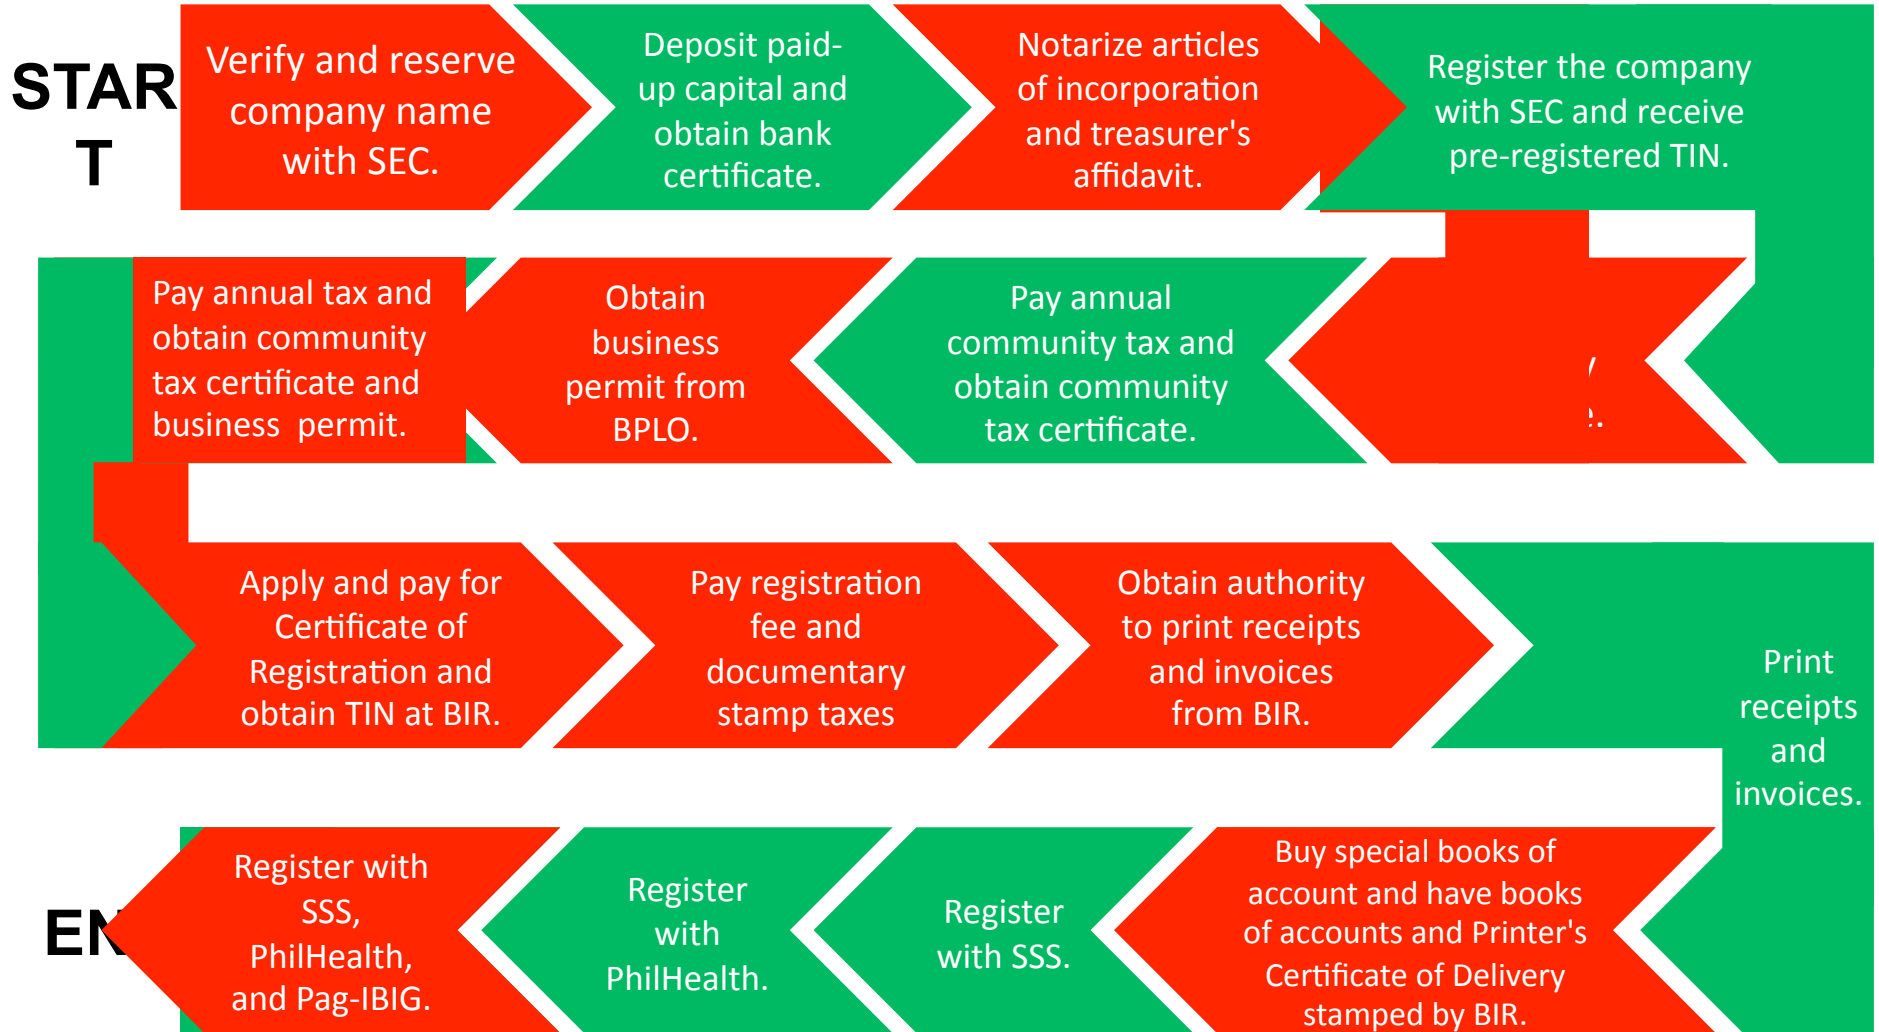 STAR
T
Verify and reserve
company name
with SEC.
Deposit paid-
up capital and
obtain bank
certificate.
Notarize articles
of incorporation
and treasurer's
affidavit.
Register the company
with SEC and receive
pre-registered TIN.
Pay annual tax and
obtain community
tax certificate and
business permit.
Obtain
business
permit from
BPLO.
Pay annual
community tax and
obtain community
tax certificate.
Apply and pay for
Certificate of
Registration and
obtain TIN at BIR.
Pay registration
fee and
documentary
stamp taxes
Obtain authority
to print receipts
and invoices
from BIR.
Print
receipts
and
invoices.
EN
Register with
SSS,
PhilHealth,
and Pag-IBIG.
Register
with
PhilHealth.
Register
with SSS.
Buy special books of
account and have books
of accounts and Printer's
Certificate of Delivery
stamped by BIR.